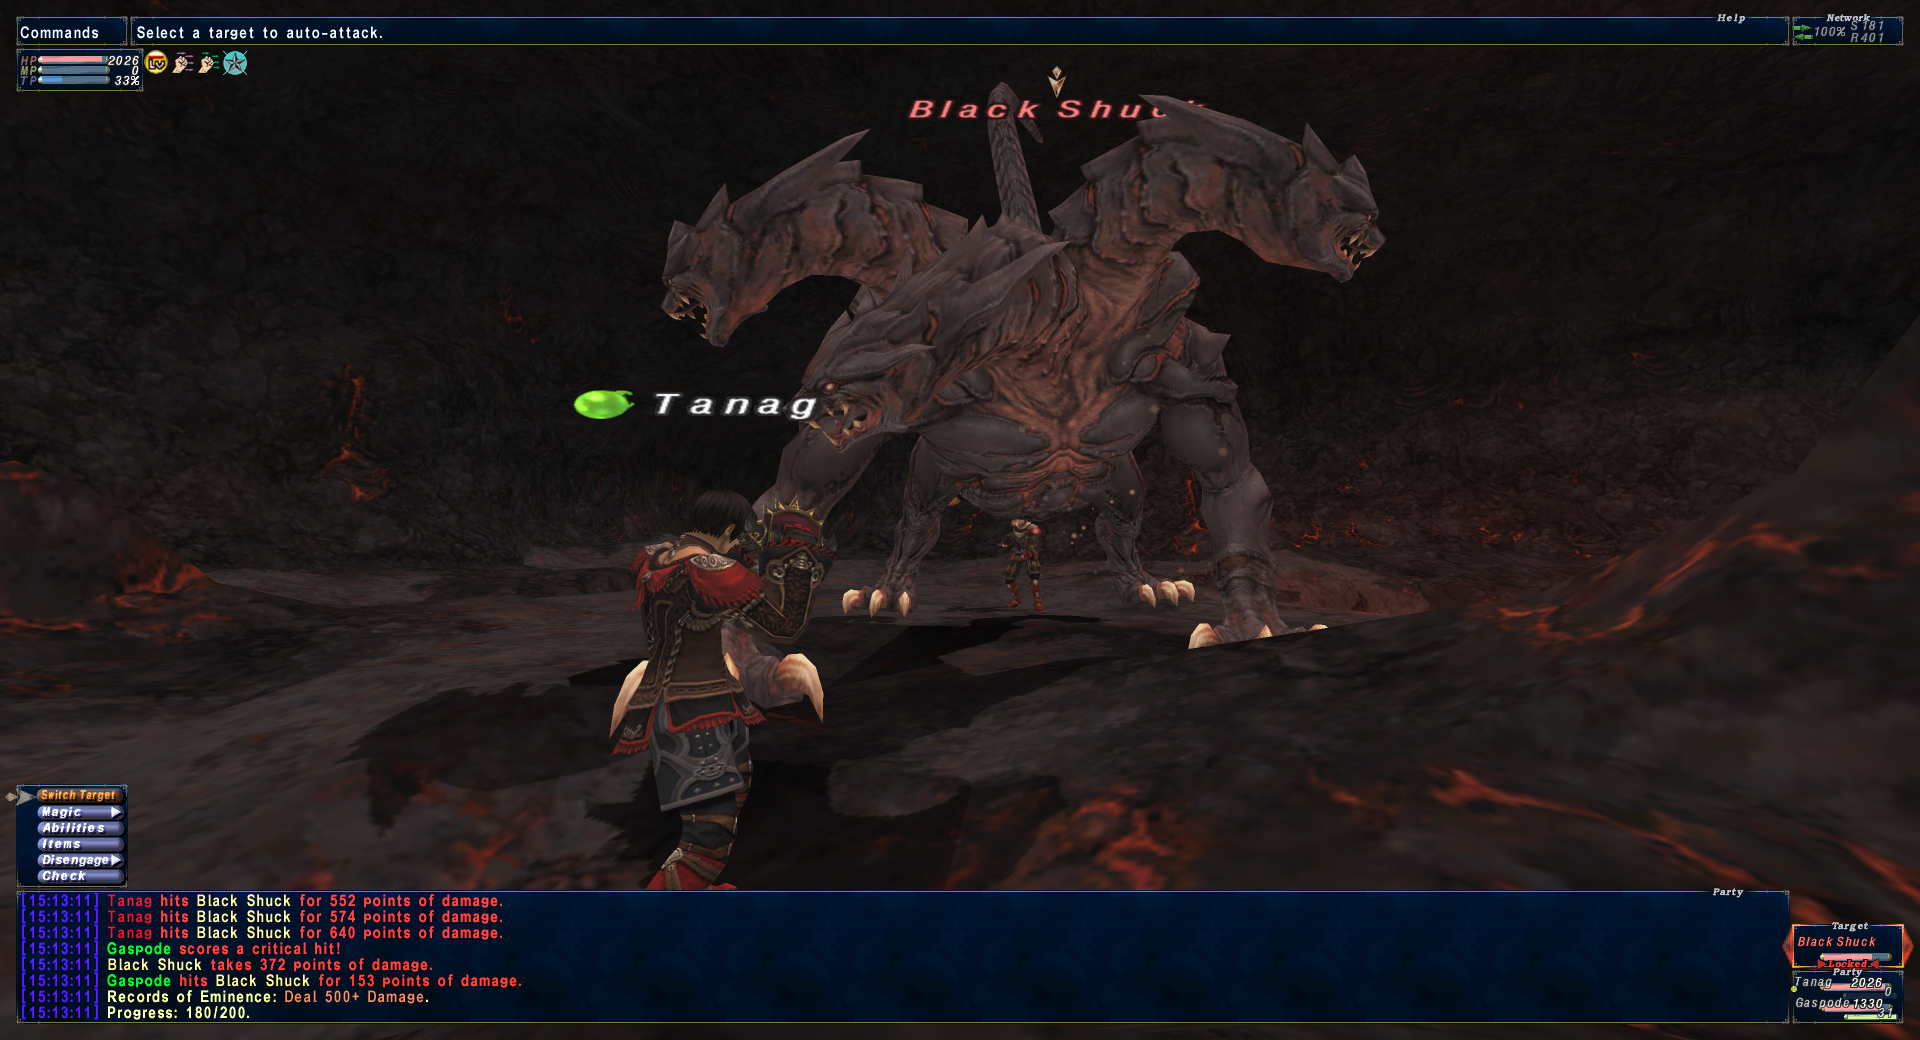 Commands
Select a target to auto-attack.
Help
Network
100% S 181
R 401
HP 2026
MP 0
TP 33%
Black Shuck
Tanag
Switch Target
Magic
Abilities
Items
Disengage
Check
Party
[15:13:11] Tanag hits Black Shuck for 552 points of damage.
[15:13:11] Tanag hits Black Shuck for 574 points of damage.
[15:13:11] Tanag hits Black Shuck for 640 points of damage.
[15:13:11] Gaspode scores a critical hit!
[15:13:11] Black Shuck takes 372 points of damage.
[15:13:11] Gaspode hits Black Shuck for 153 points of damage.
[15:13:11] Records of Eminence: Deal 500+ Damage.
[15:13:11] Progress: 180/200.
Target
Black Shuck
Locked
Party
Tanag 2026
0
Gaspode 1330
31